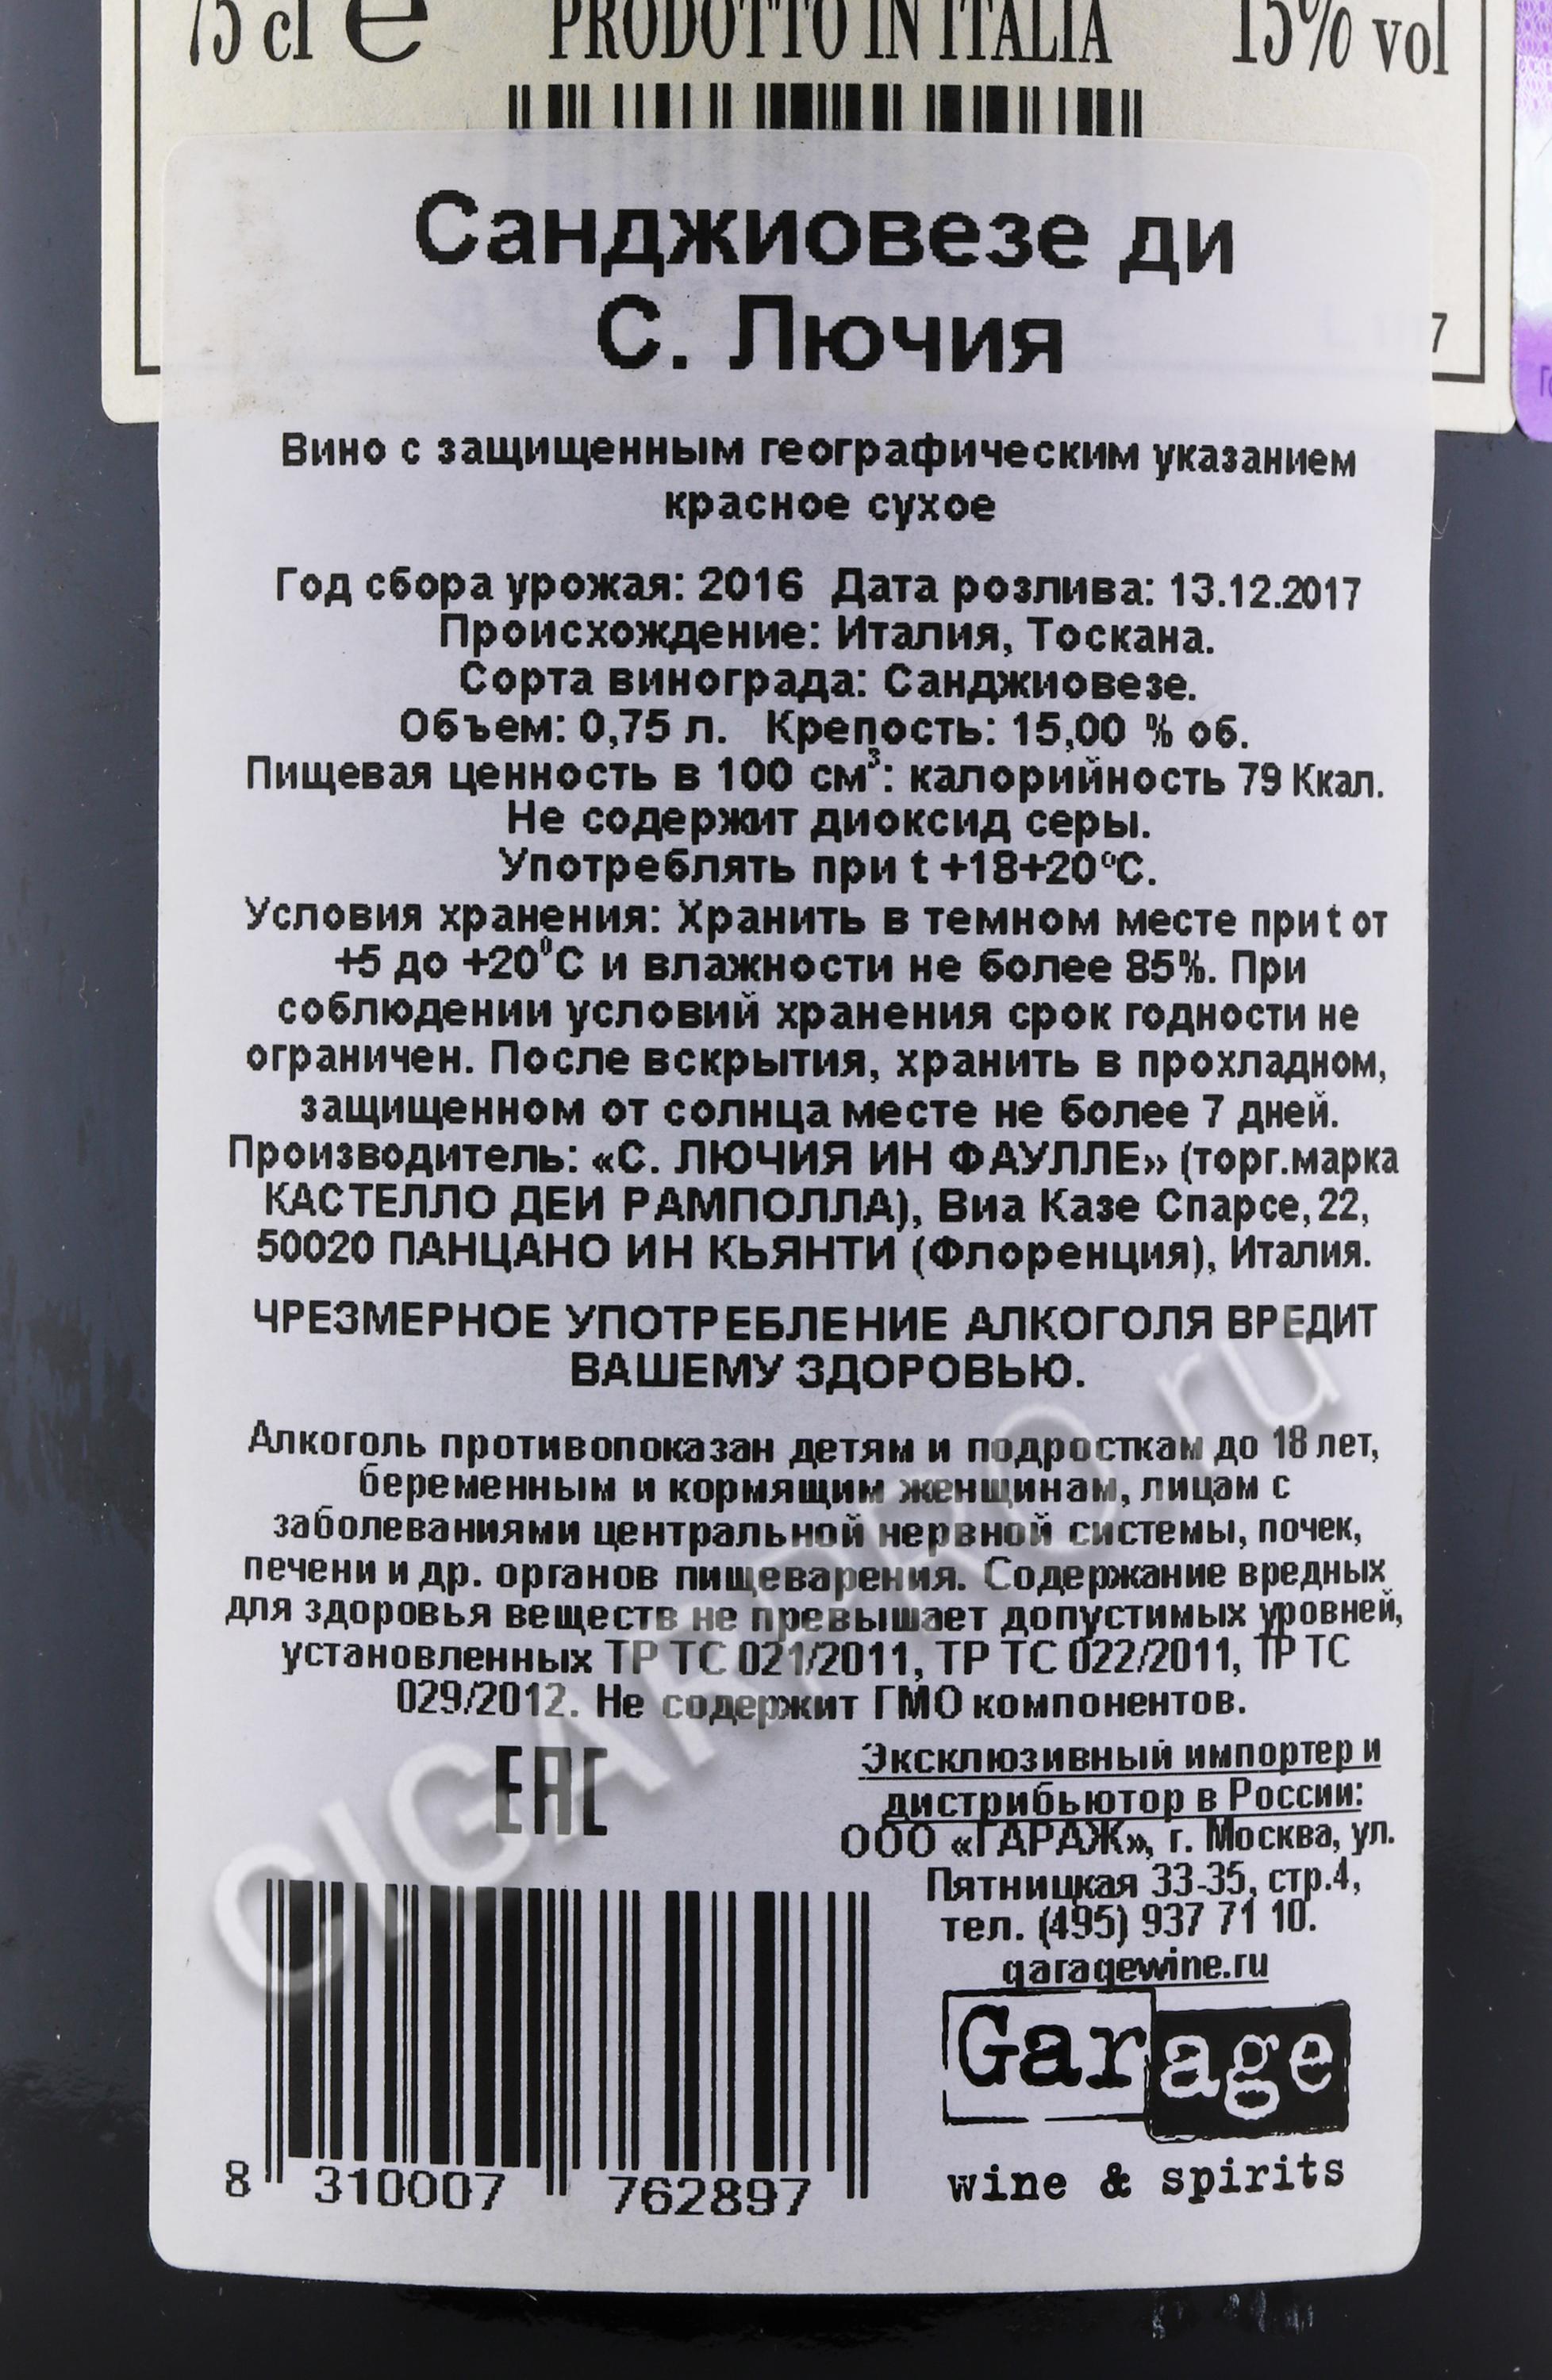 75 cl e PRODOTTO IN ITALIA 15% vol
7
Санджиовезе ди
С. Лючия
Вино с защищенным географическим указанием
красное сухое
Год сбора урожая: 2016 Дата розлива: 13.12.2017
Происхождение: Италия, Тоскана.
Сорта винограда: Санджиовезе.
Объем: 0,75 л. Крепость: 15,00 % об.
Пищевая ценность в 100 см³: калорийность 79 Ккал.
Не содержит диоксид серы.
Употреблять при t +18+20°С.
Условия хранения: Хранить в темном месте при t от
+5 до +20⁰С и влажности не более 85%. При
соблюдении условий хранения срок годности не
ограничен. После вскрытия, хранить в прохладном,
защищенном от солнца месте не более 7 дней.
Производитель: «С. ЛЮЧИЯ ИН ФАУЛЛЕ» (торг.марка
КАСТЕЛЛО ДЕИ РАМПОЛЛА), Виа Казе Спарсе, 22,
50020 ПАНЦАНО ИН КЬЯНТИ (Флоренция), Италия.
ЧРЕЗМЕРНОЕ УПОТРЕБЛЕНИЕ АЛКОГОЛЯ ВРЕДИТ
ВАШЕМУ ЗДОРОВЬЮ.
Алкоголь противопоказан детям и подросткам до 18 лет,
беременным и кормящим женщинам, лицам с
заболеваниями центральной нервной системы, почек,
печени и др. органов пищеварения. Содержание вредных
для здоровья веществ не превышает допустимых уровней,
установленных ТР ТС 021/2011, ТР ТС 022/2011, ТР ТС
029/2012. Не содержит ГМО компонентов.
EAC
Эксклюзивный импортер и
дистрибьютор в России:
ООО «ГАРАЖ», г. Москва, ул.
Пятницкая 33-35, стр.4,
тел. (495) 937 71 10.
garagewine.ru
Garage
wine & spirits
8 310007 762897
CIGARPRO.ru